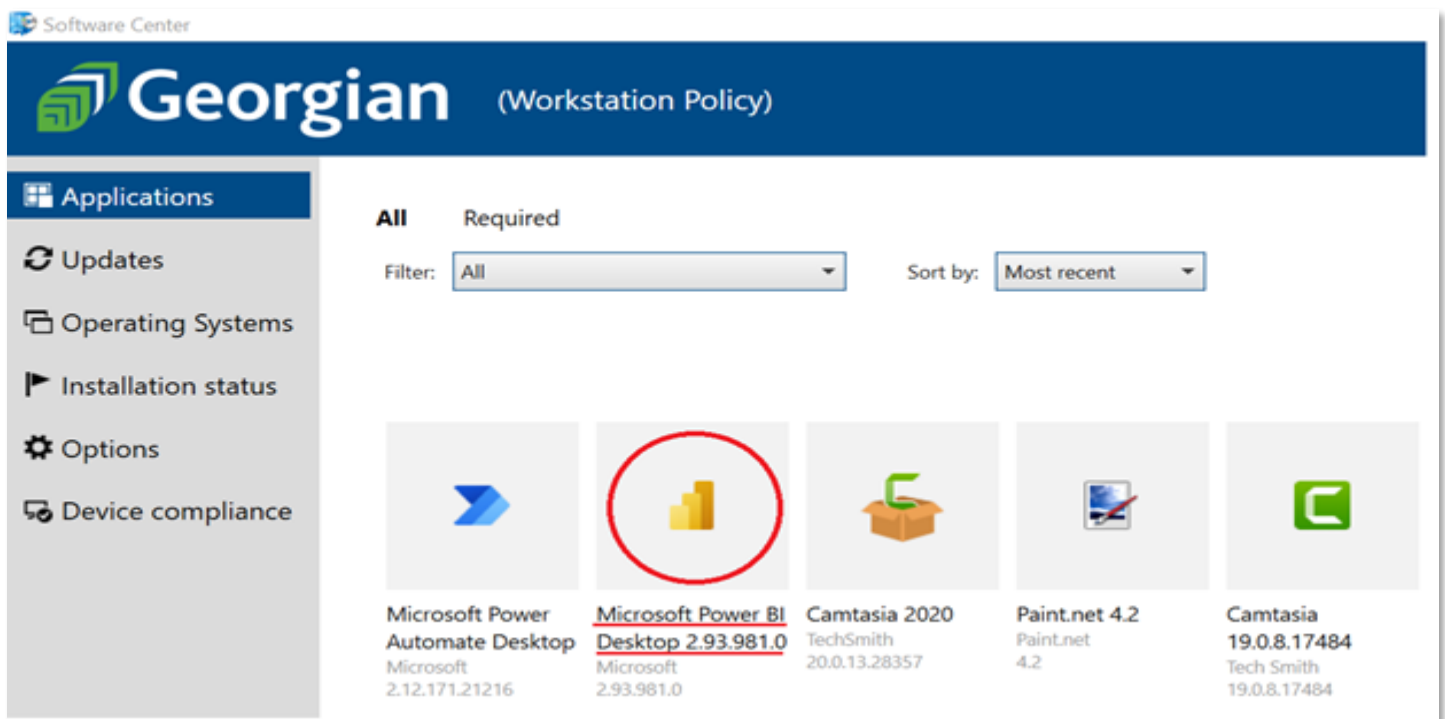 Software Center
Georgian (Workstation Policy)
Applications
Updates
Operating Systems
Installation status
Options
Device compliance
All Required
Filter: All Sort by: Most recent
Microsoft Power
Automate Desktop
Microsoft
2.12.171.21216
Microsoft Power BI
Desktop 2.93.981.0
Microsoft
2.93.981.0
Camtasia 2020
TechSmith
20.0.13.28357
Paint.net 4.2
Paint.net
4.2
Camtasia
19.0.8.17484
Tech Smith
19.0.8.17484